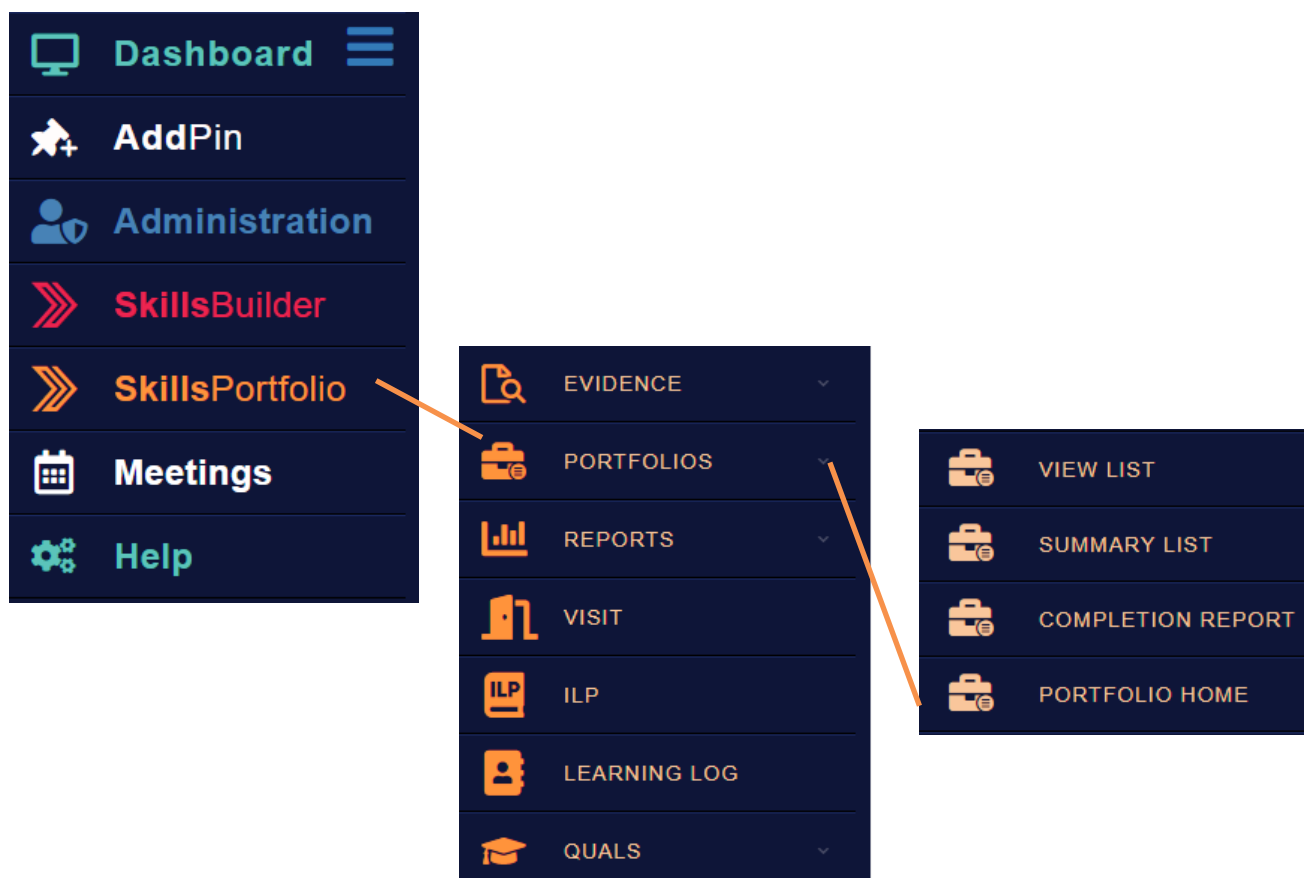 Dashboard
AddPin
Administration
SkillsBuilder
SkillsPortfolio
Meetings
Help
EVIDENCE
PORTFOLIOS
REPORTS
VISIT
ILP
ILP
LEARNING LOG
QUALS
VIEW LIST
SUMMARY LIST
COMPLETION REPORT
PORTFOLIO HOME